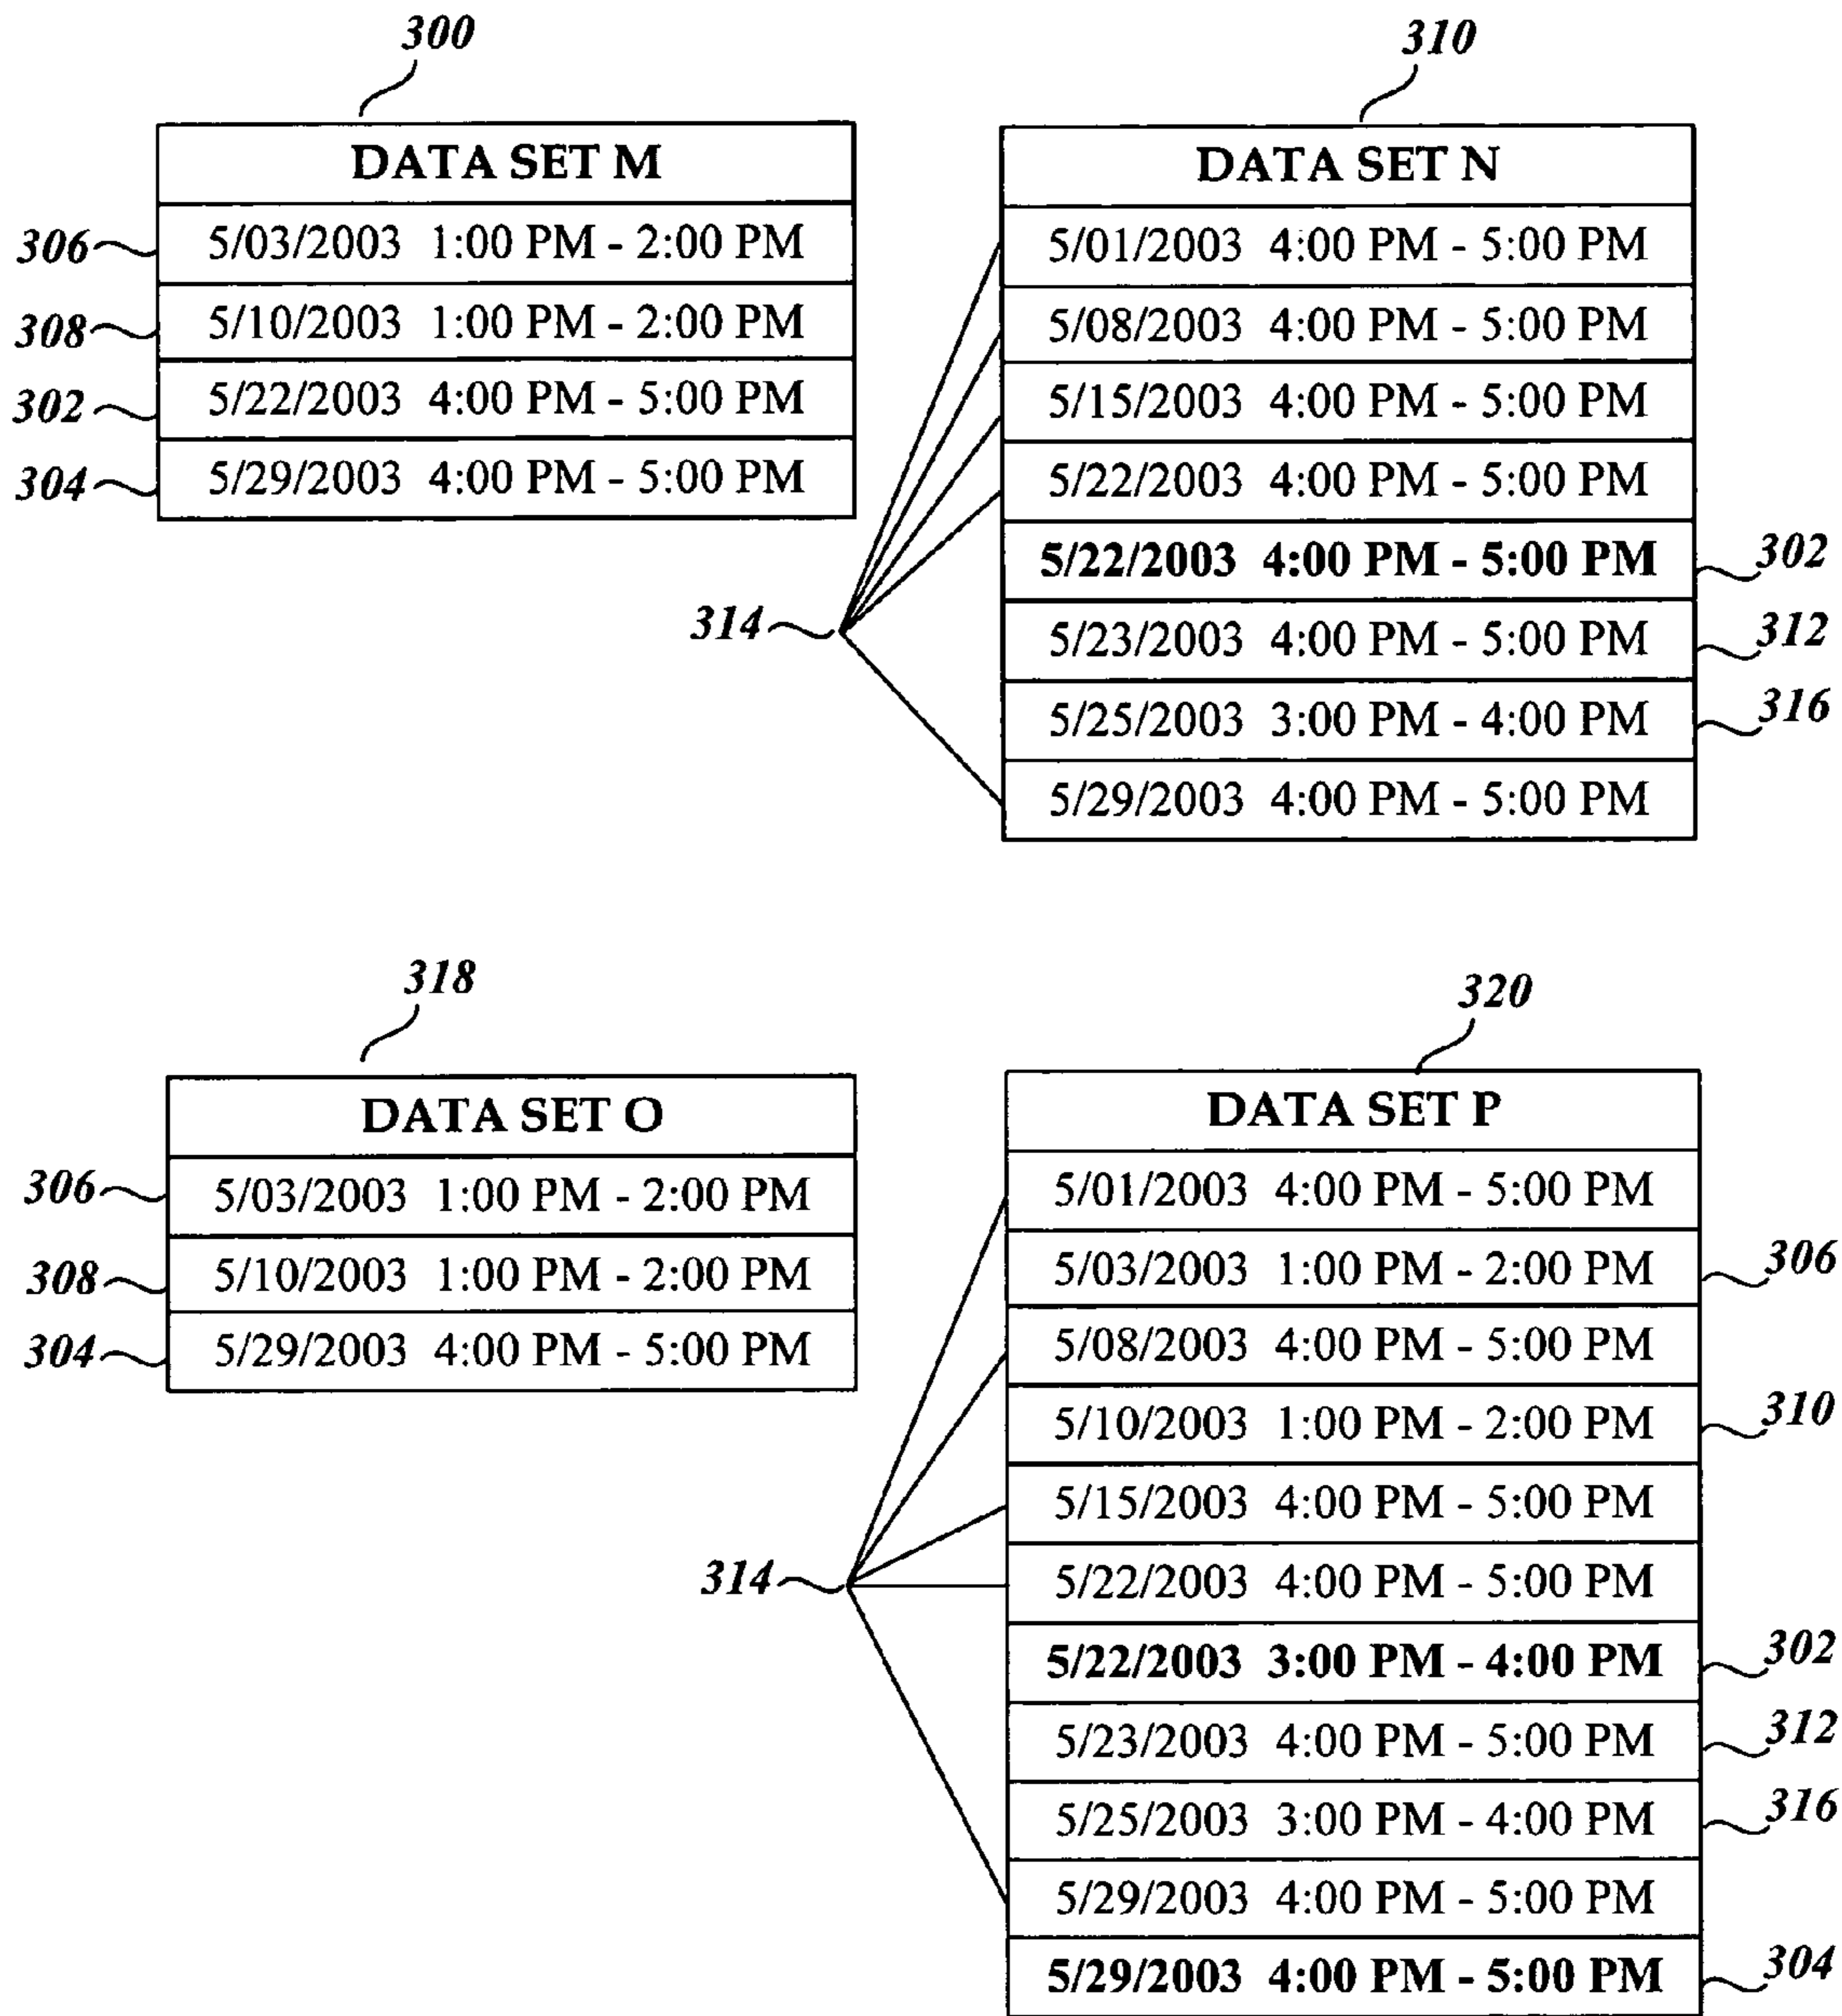 300
DATA SET M
306 5/03/2003 1:00 PM - 2:00 PM
308 5/10/2003 1:00 PM - 2:00 PM
302 5/22/2003 4:00 PM - 5:00 PM
304 5/29/2003 4:00 PM - 5:00 PM
310
DATA SET N
5/01/2003 4:00 PM - 5:00 PM
5/08/2003 4:00 PM - 5:00 PM
5/15/2003 4:00 PM - 5:00 PM
5/22/2003 4:00 PM - 5:00 PM
5/22/2003 4:00 PM - 5:00 PM 302
314
5/23/2003 4:00 PM - 5:00 PM 312
5/25/2003 3:00 PM - 4:00 PM 316
5/29/2003 4:00 PM - 5:00 PM
318
DATA SET O
306 5/03/2003 1:00 PM - 2:00 PM
308 5/10/2003 1:00 PM - 2:00 PM
304 5/29/2003 4:00 PM - 5:00 PM
320
DATA SET P
5/01/2003 4:00 PM - 5:00 PM
5/03/2003 1:00 PM - 2:00 PM 306
5/08/2003 4:00 PM - 5:00 PM
5/10/2003 1:00 PM - 2:00 PM 310
5/15/2003 4:00 PM - 5:00 PM
314
5/22/2003 4:00 PM - 5:00 PM
5/22/2003 3:00 PM - 4:00 PM 302
5/23/2003 4:00 PM - 5:00 PM 312
5/25/2003 3:00 PM - 4:00 PM 316
5/29/2003 4:00 PM - 5:00 PM
5/29/2003 4:00 PM - 5:00 PM 304